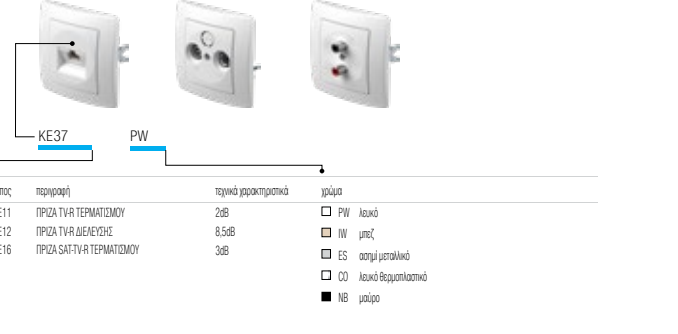 KE37 PW
πος περιγραφή τεχνικά χαρακτηριστικά χρώμα
E11 ΠΡΙΖΑ TV-R ΤΕΡΜΑΤΙΣΜΟΥ 2dB PW λευκό
E12 ΠΡΙΖΑ TV-R ΔΙΕΛΕΥΣΗΣ 8,5dB IW μπεζ
E16 ΠΡΙΖΑ SAT-TV-R ΤΕΡΜΑΤΙΣΜΟΥ 3dB ES ασημί μεταλλικό
CO λευκό θερμοπλαστικό
NB μαύρο